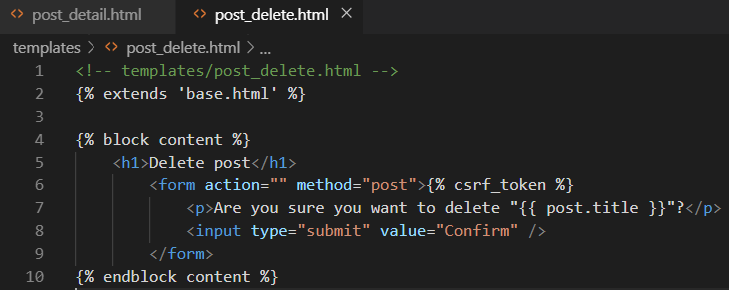 <> post_detail.html <> post_delete.html ×
templates > <> post_delete.html > ...
1 <!-- templates/post_delete.html -->
2 {% extends 'base.html' %}
3
4 {% block content %}
5 <h1>Delete post</h1>
6 <form action="" method="post">{% csrf_token %}
7 <p>Are you sure you want to delete "{{ post.title }}"?</p>
8 <input type="submit" value="Confirm" />
9 </form>
10 {% endblock content %}